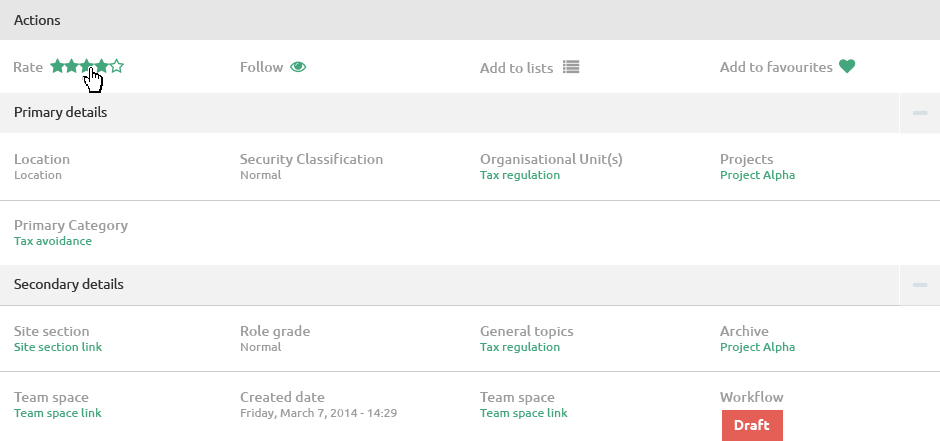 Actions
Rate Follow Add to lists Add to favourites
Primary details
Location Security Classification Organisational Unit(s) Projects
Location Normal Tax regulation Project Alpha
Primary Category
Tax avoidance
Secondary details
Site section Role grade General topics Archive
Site section link Normal Tax regulation Project Alpha
Team space Created date Team space Workflow
Team space link Friday, March 7, 2014 - 14:29 Team space link Draft